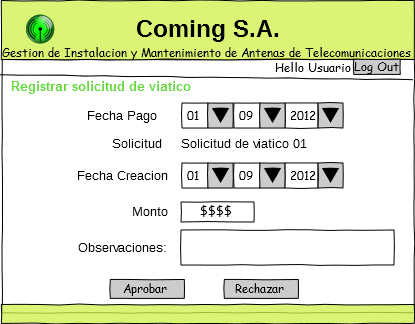 Coming S.A.
Gestion de Instalacion y Mantenimiento de Antenas de Telecomunicaciones
Hello Usuario Log Out
Registrar solicitud de viatico
Fecha Pago 01 09 2012
Solicitud Solicitud de viatico 01
Fecha Creacion 01 09 2012
Monto $$$$
Observaciones:
Aprobar Rechazar